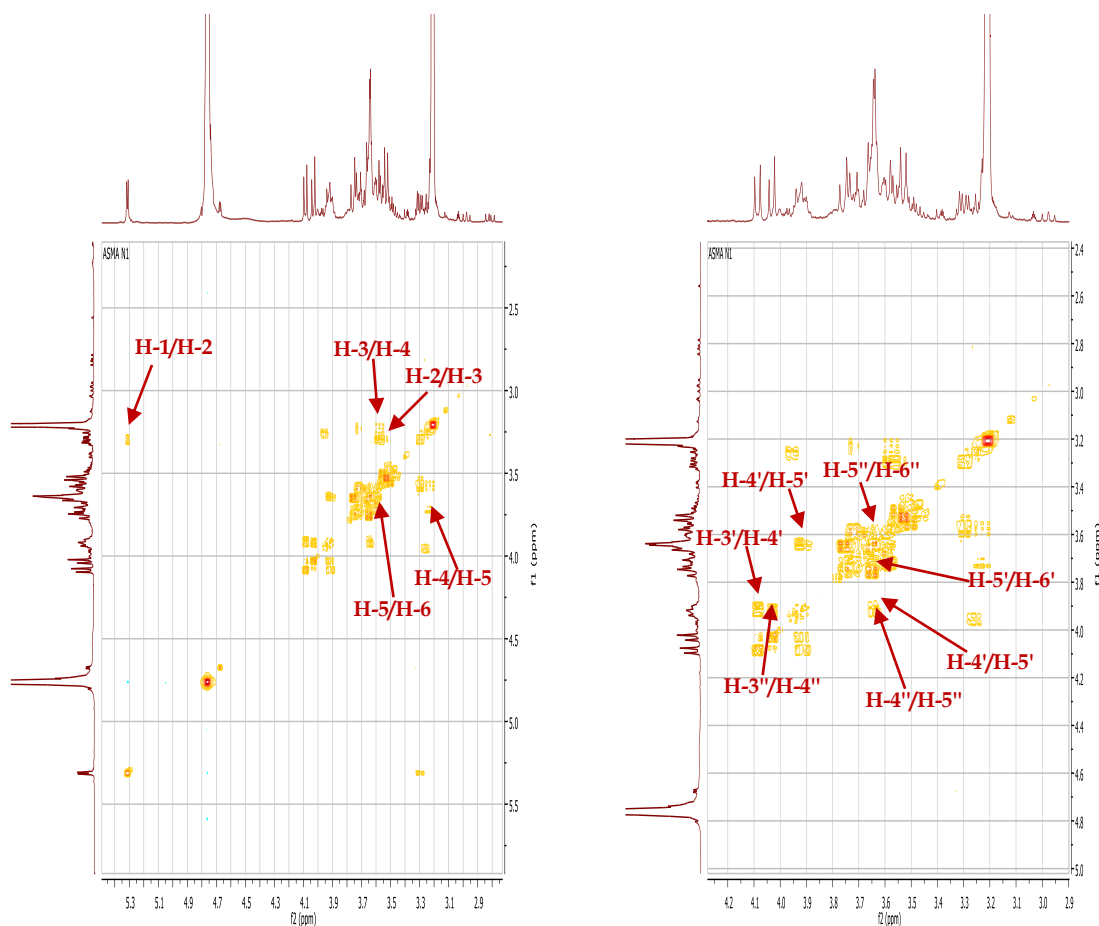 ASMA N1
H-1/H-2
H-3/H-4
H-2/H-3
H-4/H-5
H-5/H-6
2.5
3.0
3.5
4.0
4.5
5.0
5.5
f1 (ppm)
5.3 5.1 4.9 4.7 4.5 4.3 4.1 3.9 3.7 3.5 3.3 3.1 2.9
f2 (ppm)
ASMA N1
H-5''/H-6''
H-4'/H-5'
H-3'/H-4'
H-5'/H-6'
H-4'/H-5'
H-3''/H-4''
H-4''/H-5''
2.4
2.6
2.8
3.0
3.2
3.4
3.6
3.8
4.0
4.2
4.4
4.6
4.8
5.0
f1 (ppm)
4.2 4.1 4.0 3.9 3.8 3.7 3.6 3.5 3.4 3.3 3.2 3.1 3.0 2.9
f2 (ppm)